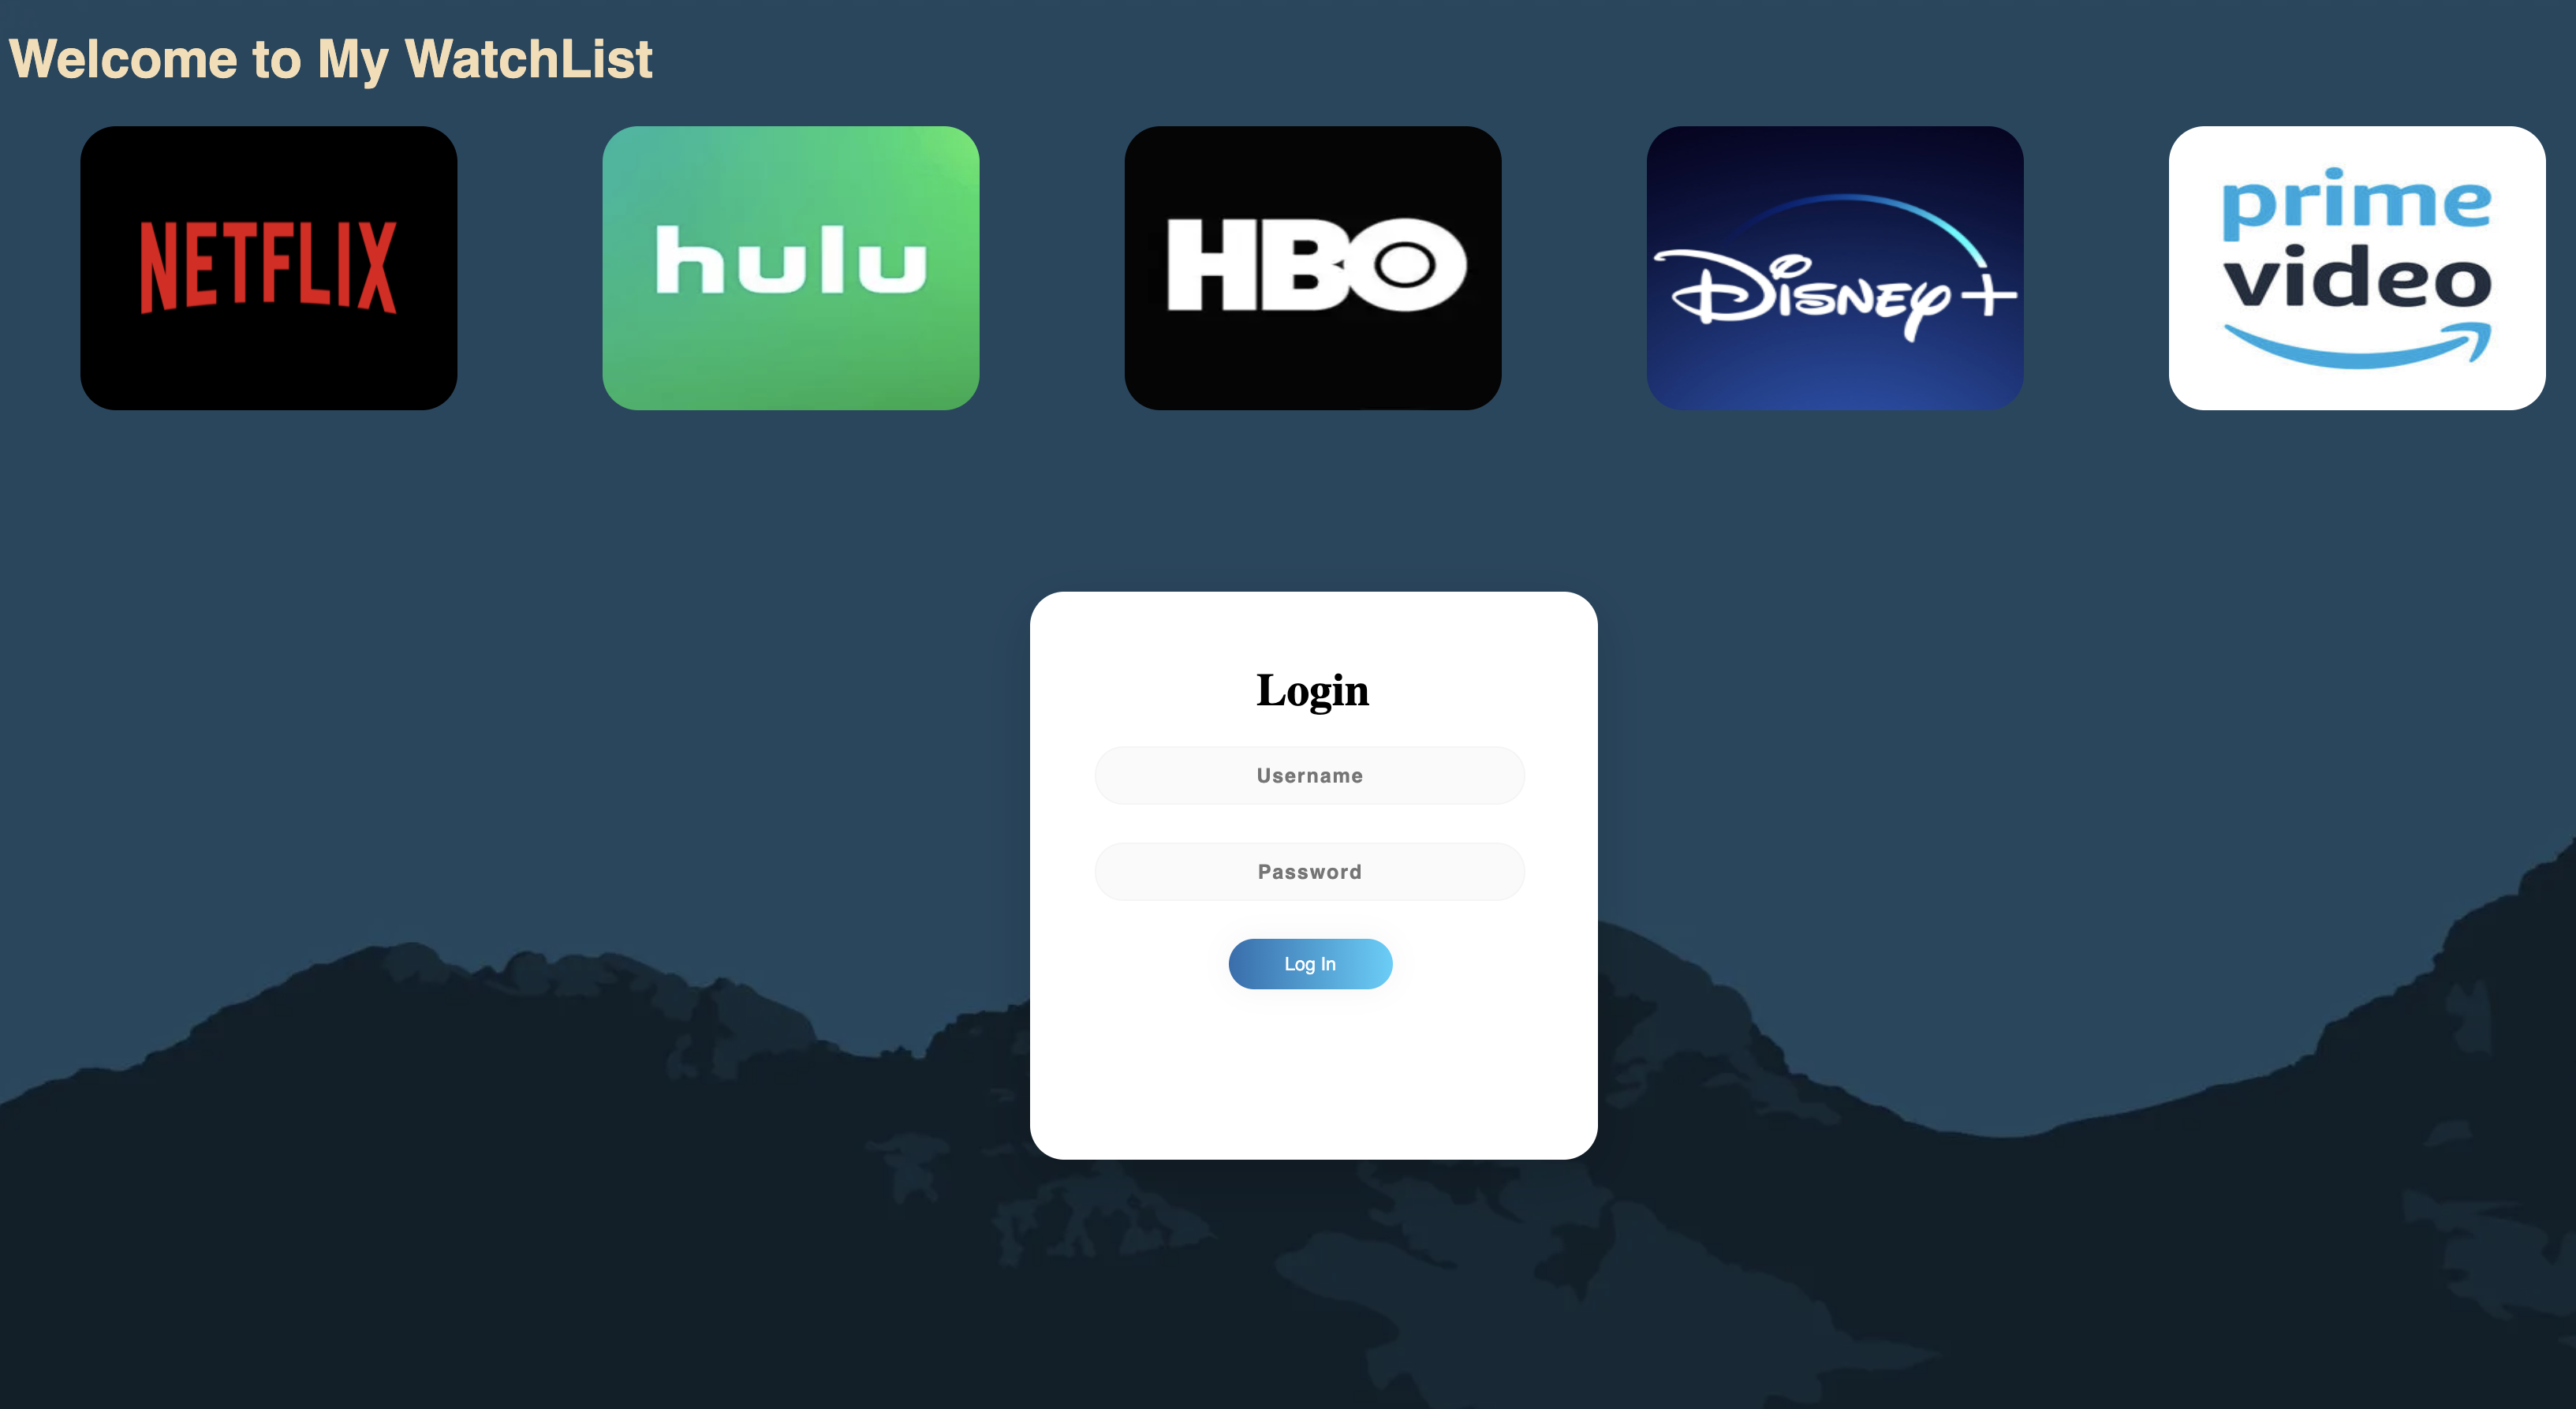 Welcome to My WatchList
NETFLIX
hulu
HBO
Disney+
prime
video
Login
Username
Password
Log In